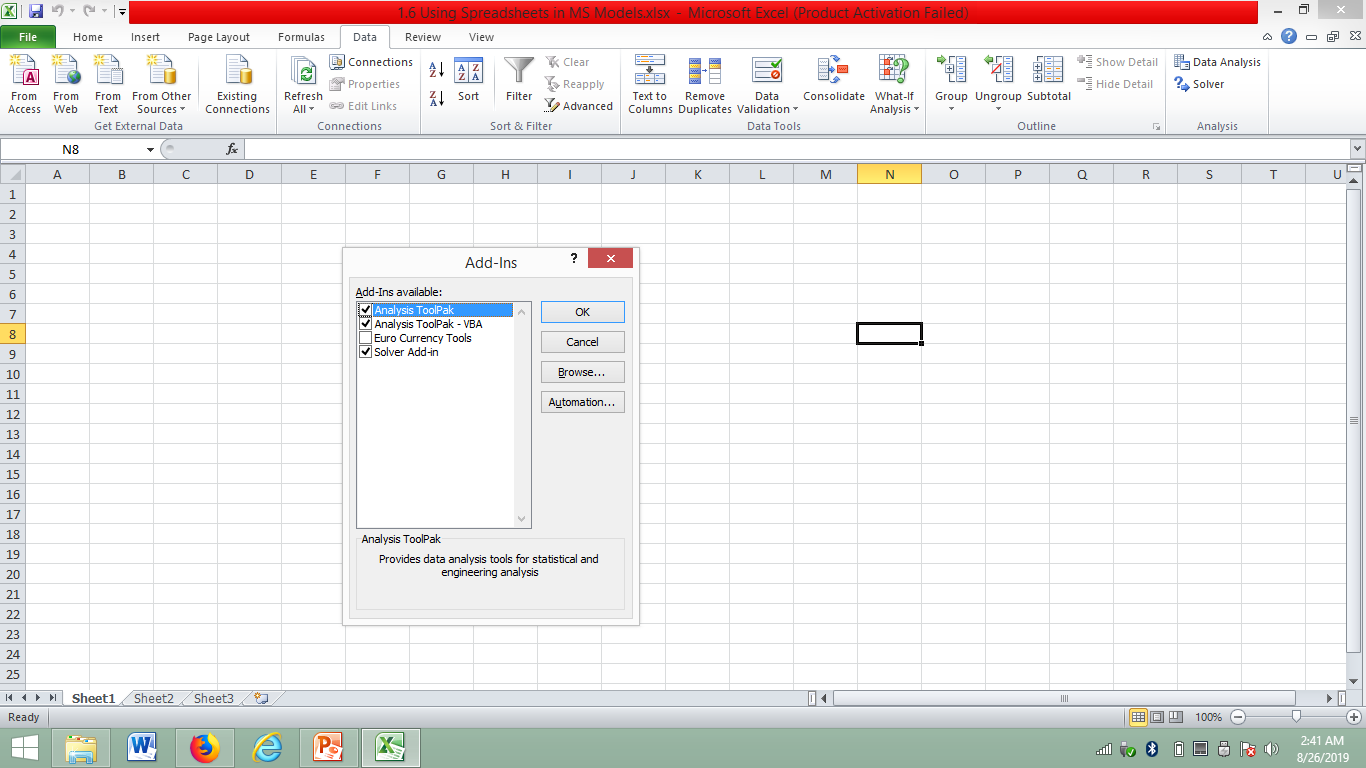 1.6 Using Spreadsheets in MS Models.xlsx - Microsoft Excel (Product Activation Failed)
File Home Insert Page Layout Formulas Data Review View
From Access
From Web
From Text
From Other Sources
Existing Connections
Get External Data
Refresh All
Connections
Properties
Edit Links
Connections
Sort
Filter
Clear
Reapply
Advanced
Sort & Filter
Text to Columns
Remove Duplicates
Data Validation
Consolidate
What-If Analysis
Data Tools
Group
Ungroup
Subtotal
Show Detail
Hide Detail
Outline
Data Analysis
Solver
Analysis
N8 fx
A B C D E F G H I J K L M N O P Q R S T U
1
2
3
4
5
6
7
8
9
10
11
12
13
14
15
16
17
18
19
20
21
22
23
24
25
Add-Ins ?
Add-Ins available:
Analysis ToolPak
Analysis ToolPak - VBA
Euro Currency Tools
Solver Add-in
OK
Cancel
Browse...
Automation...
Analysis ToolPak
Provides data analysis tools for statistical and
engineering analysis
Sheet1 Sheet2 Sheet3
Ready 100%
2:41 AM
8/26/2019